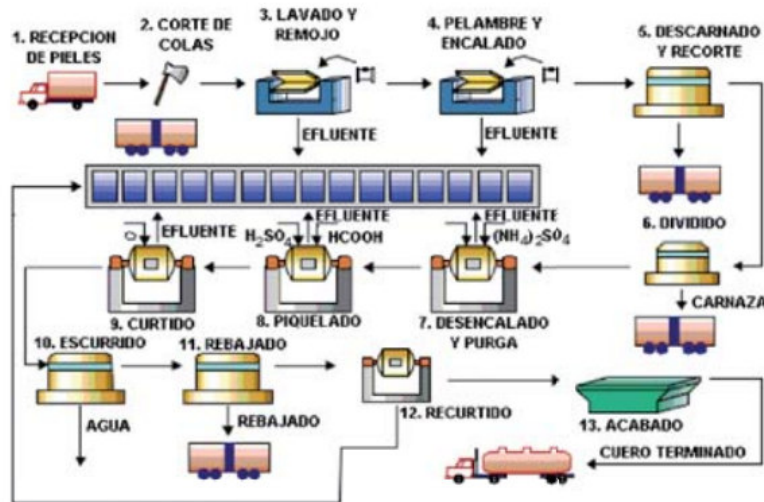 1. RECEPCION
DE PIELES
2. CORTE DE
COLAS
3. LAVADO Y
REMOJO
4. PELAMBRE Y
ENCALADO
5. DESCARNADO
Y RECORTE
EFLUENTE
EFLUENTE
6. DIVIDIDO
EFLUENTE
H2SO4
EFLUENTE
HCOOH
EFLUENTE
(NH4)2SO4
CARNAZA
9. CURTIDO
8. PIQUELADO
7. DESENCALADO
Y PURGA
10. ESCURRIDO
11. REBAJADO
AGUA
REBAJADO
12. RECURTIDO
13. ACABADO
CUERO TERMINADO